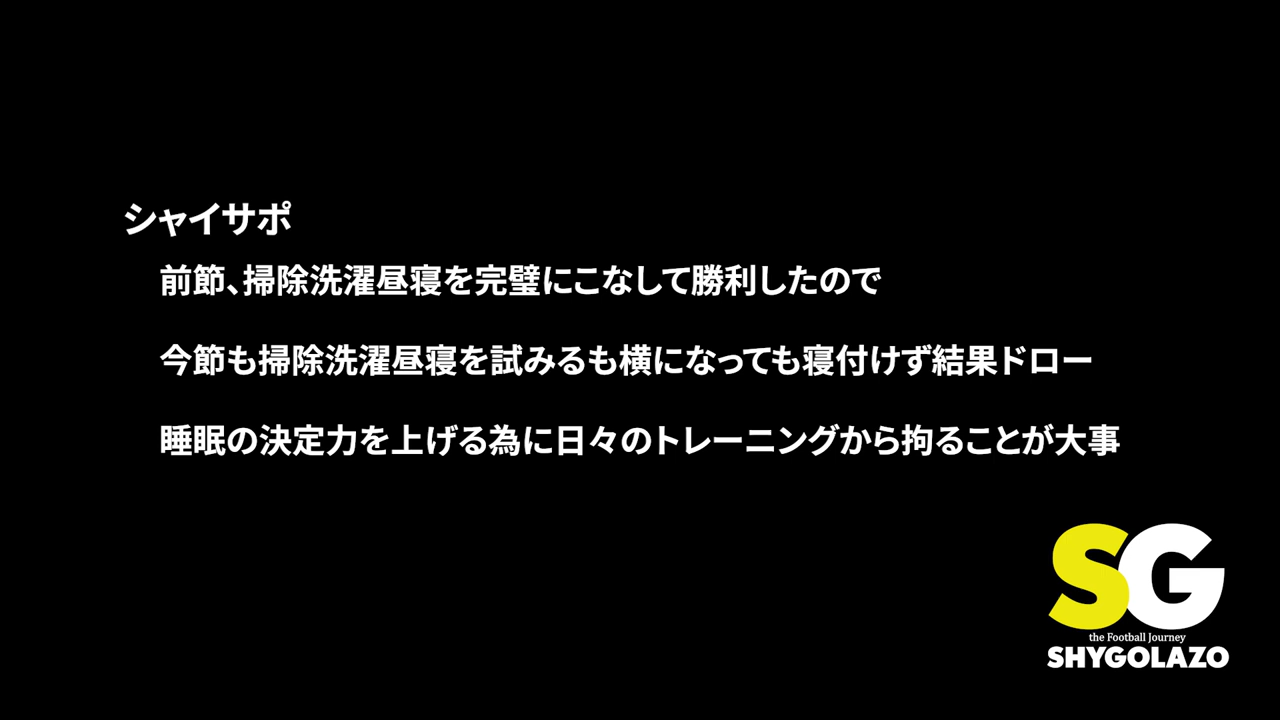 シャイサポ
前節、掃除洗濯昼寝を完璧にこなして勝利したので
今節も掃除洗濯昼寝を試みるも横になっても寝付けず結果ドロー
睡眠の決定力を上げる為に日々のトレーニングから拘ることが大事
SG
the Football Journey
SHYGOLAZO